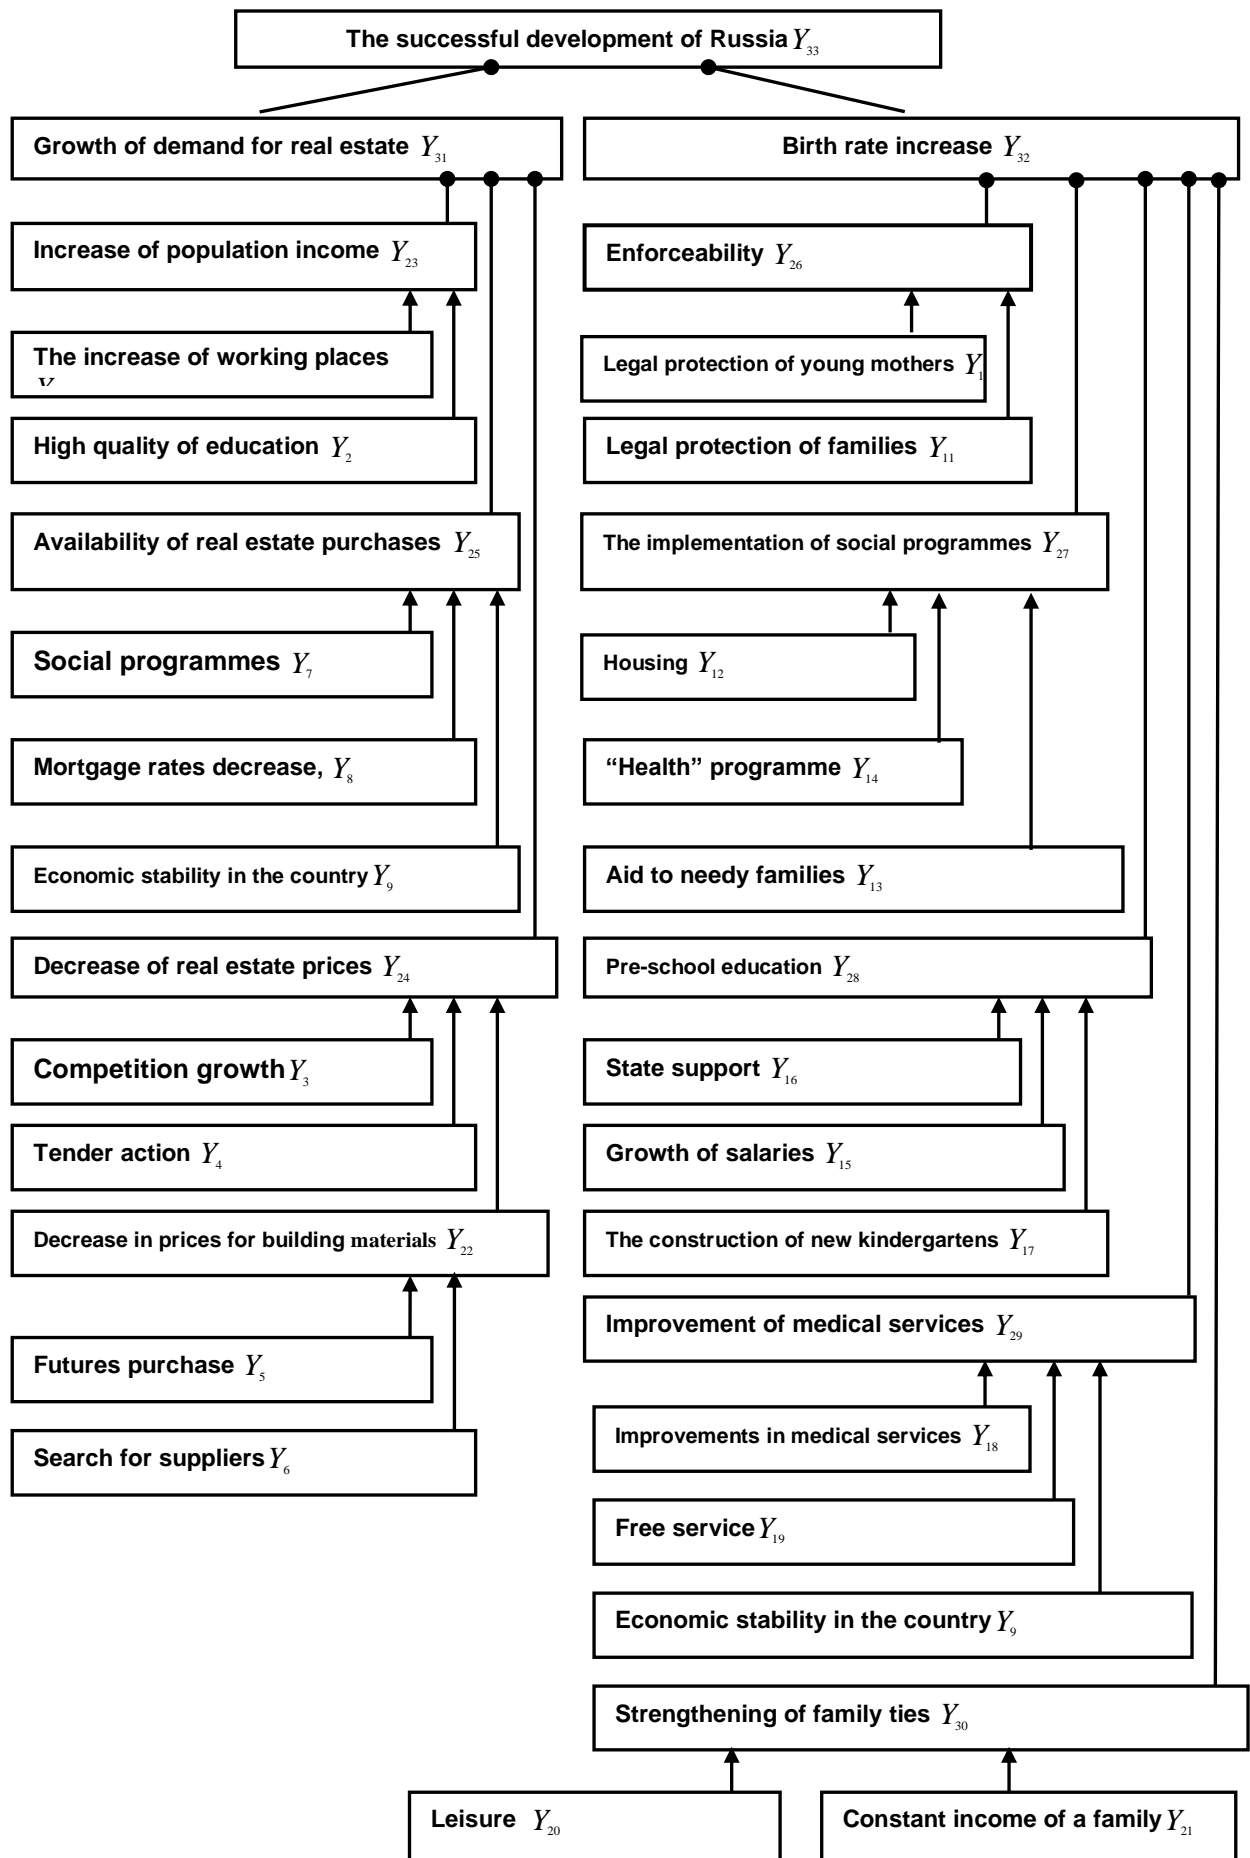 The successful development of Russia Y₃₃
Growth of demand for real estate Y₃₁
Increase of population income Y₂₃
The increase of working places
Y
High quality of education Y₂
Availability of real estate purchases Y₂₅
Social programmes Y₇
Mortgage rates decrease, Y₈
Economic stability in the country Y₉
Decrease of real estate prices Y₂₄
Competition growth Y₃
Tender action Y₄
Decrease in prices for building materials Y₂₂
Futures purchase Y₅
Search for suppliers Y₆
Birth rate increase Y₃₂
Enforceability Y₂₆
Legal protection of young mothers Y₁
Legal protection of families Y₁₁
The implementation of social programmes Y₂₇
Housing Y₁₂
“Health” programme Y₁₄
Aid to needy families Y₁₃
Pre-school education Y₂₈
State support Y₁₆
Growth of salaries Y₁₅
The construction of new kindergartens Y₁₇
Improvement of medical services Y₂₉
Improvements in medical services Y₁₈
Free service Y₁₉
Economic stability in the country Y₉
Strengthening of family ties Y₃₀
Leisure Y₂₀
Constant income of a family Y₂₁